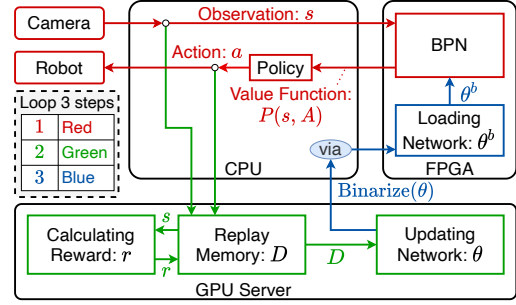 Camera
Observation: s
Action: a
Robot
Policy
BPN
Value Function:
P(s, A)
θ^b
Loop 3 steps
1 Red
2 Green
3 Blue
Loading
Network: θ^b
via
CPU
FPGA
Binarize(θ)
Calculating
Reward: r
s
r
Replay
Memory: D
D
Updating
Network: θ
GPU Server